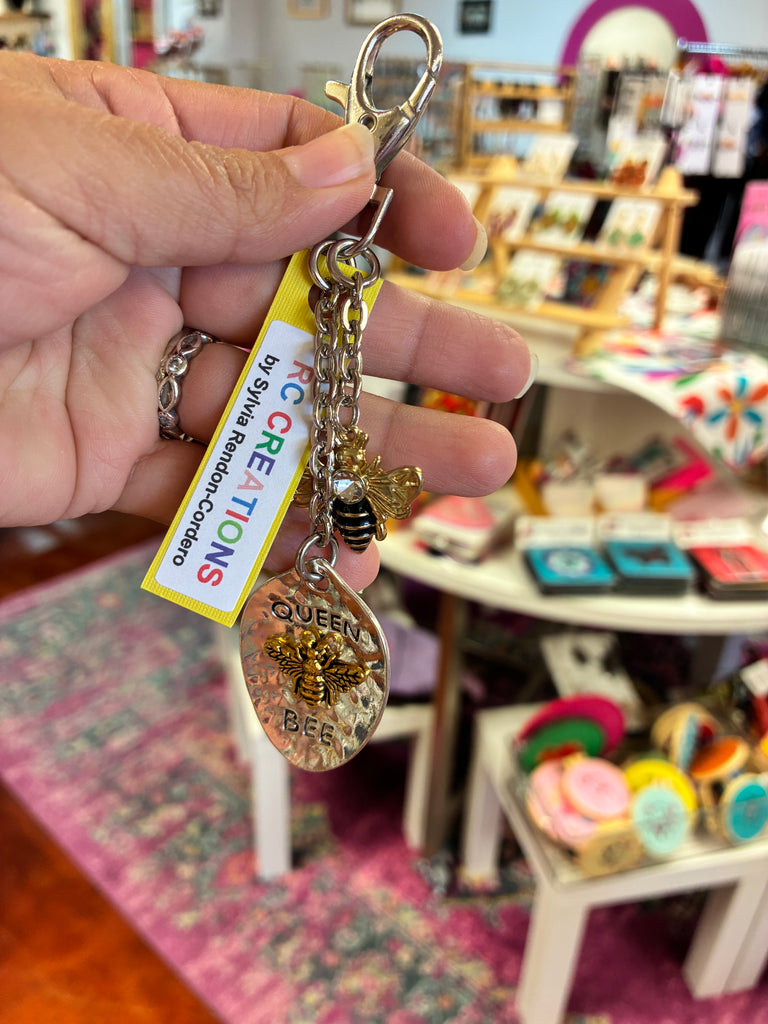 RC CREATIONS
by Sylvia Rendon-Cordero
QUEEN
BEE